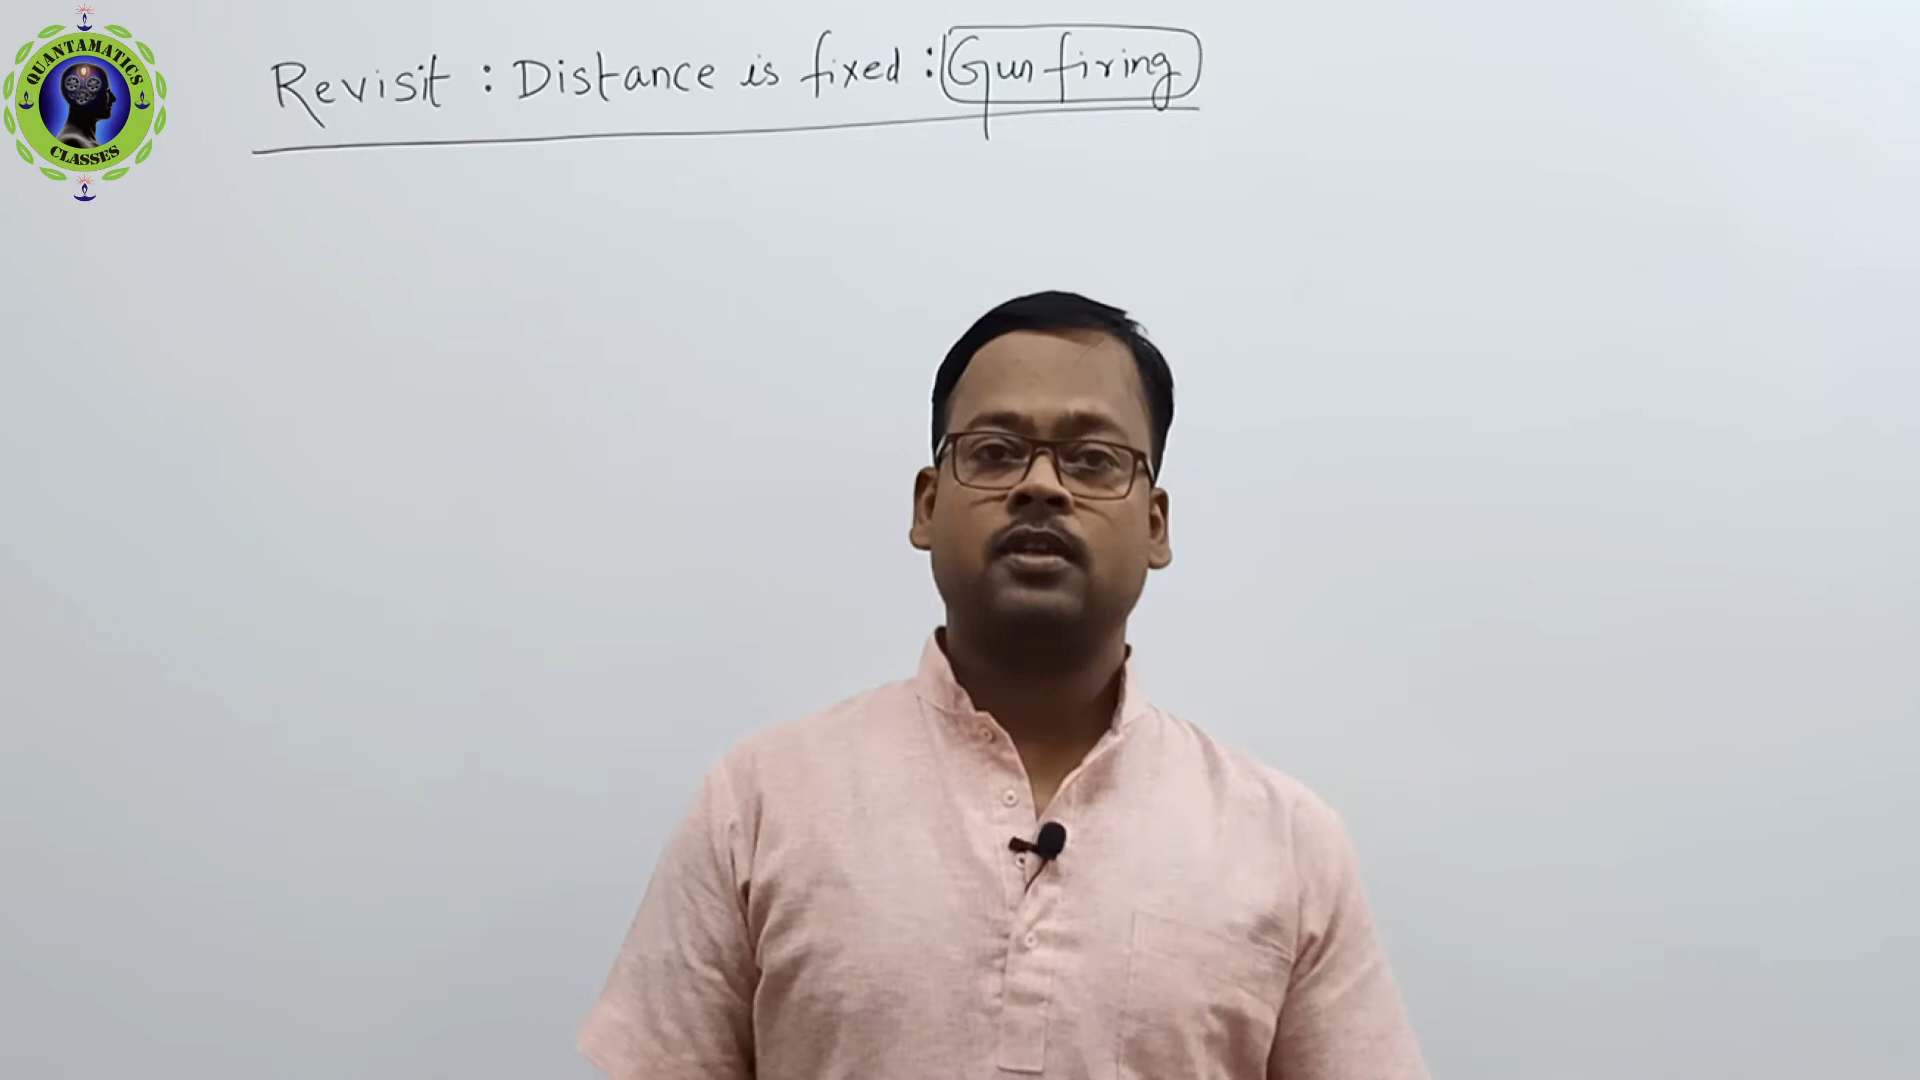 QUANTAMATICS
CLASSES
Revisit : Distance is fixed : Gun firing